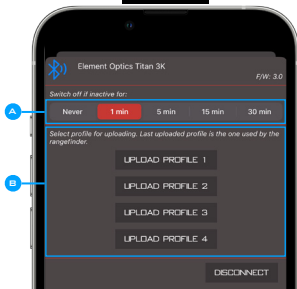 Element Optics Titan 3K
F/W: 3.0
Switch off if inactive for:
A
Never 1 min 5 min 15 min 30 min
Select profile for uploading. Last uploaded profile is the one used by the
rangefinder.
B
UPLOAD PROFILE 1
UPLOAD PROFILE 2
UPLOAD PROFILE 3
UPLOAD PROFILE 4
DISCONNECT